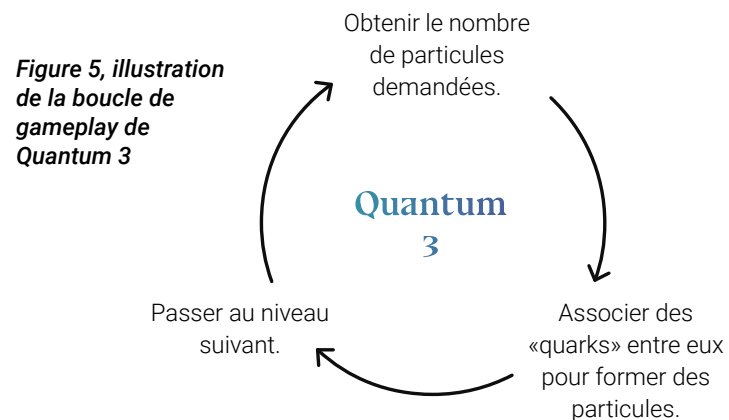 Figure 5, illustration
de la boucle de
gameplay de
Quantum 3
Obtenir le nombre
de particules
demandées.
Quantum
3
Associer des
«quarks» entre eux
pour former des
particules.
Passer au niveau
suivant.